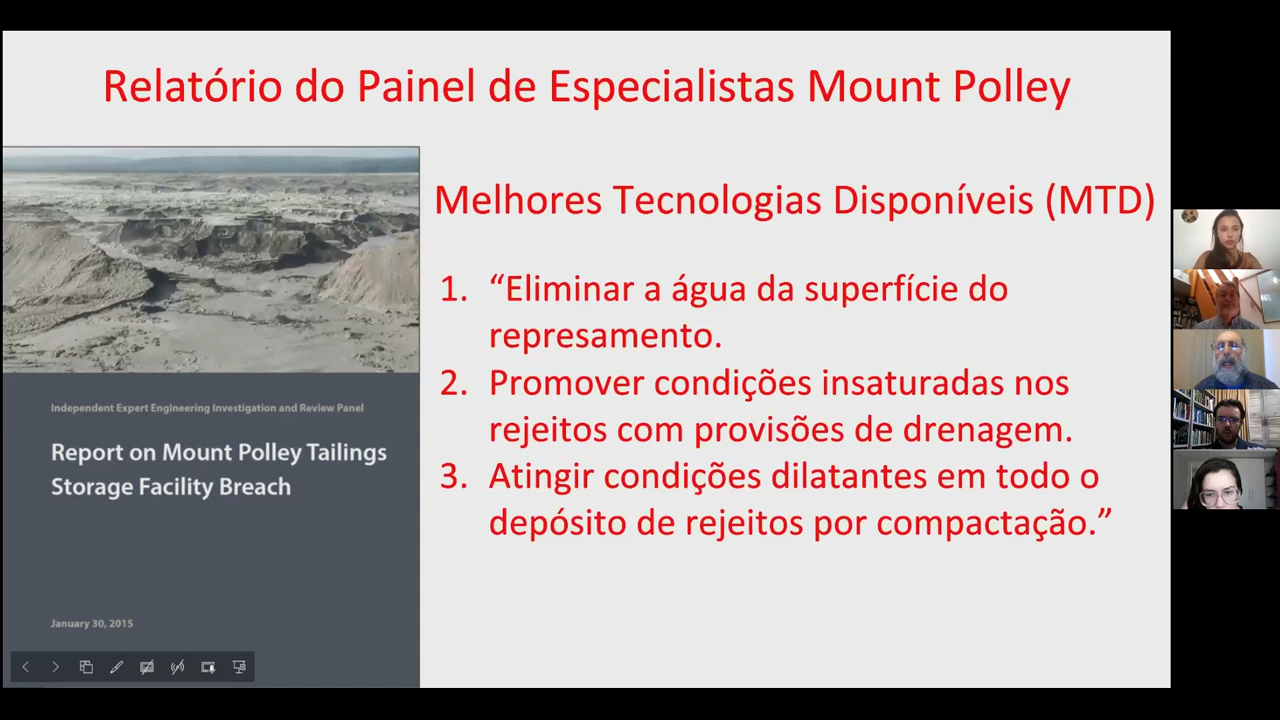 Relatório do Painel de Especialistas Mount Polley
Independent Expert Engineering Investigation and Review Panel
Report on Mount Polley Tailings
Storage Facility Breach
January 30, 2015
Melhores Tecnologias Disponíveis (MTD)
1. “Eliminar a água da superfície do
represamento.
2. Promover condições insaturadas nos
rejeitos com provisões de drenagem.
3. Atingir condições dilatantes em todo o
depósito de rejeitos por compactação.”